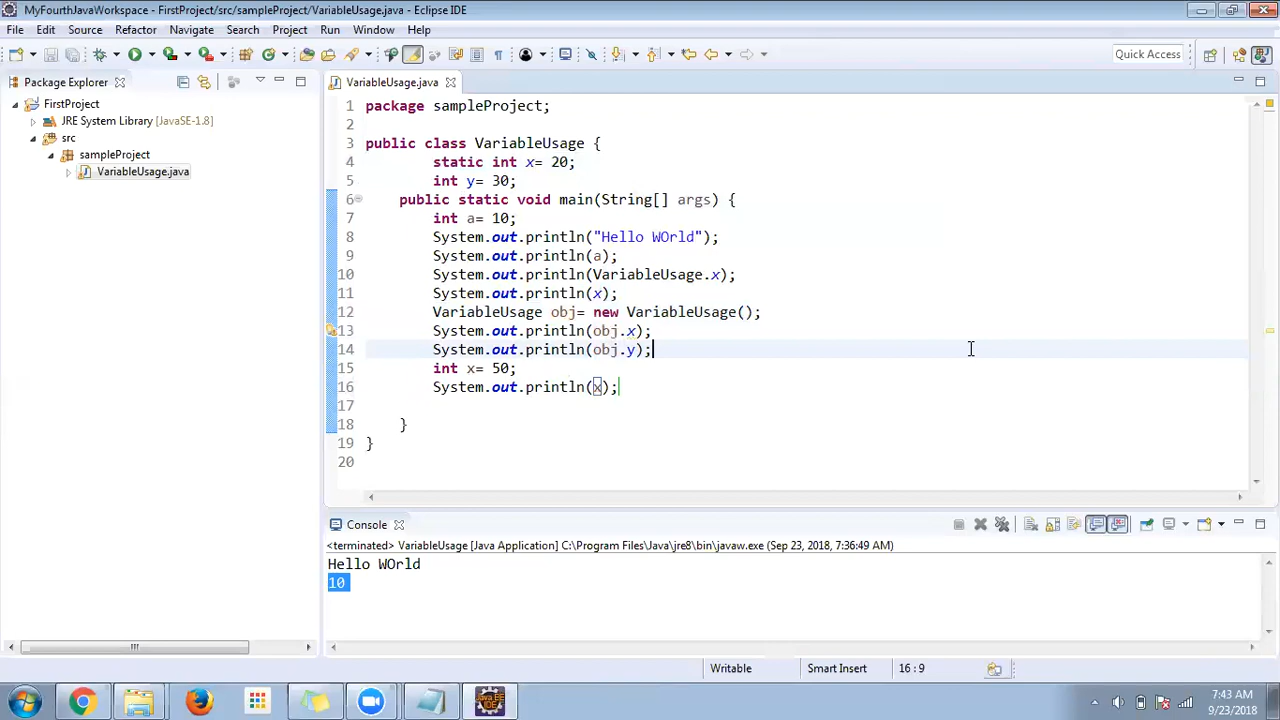 MyFourthJavaWorkspace - FirstProject/src/sampleProject/VariableUsage.java - Eclipse IDE
File Edit Source Refactor Navigate Search Project Run Window Help
Quick Access
Package Explorer
FirstProject
JRE System Library [JavaSE-1.8]
src
sampleProject
VariableUsage.java
VariableUsage.java
1 package sampleProject;
2
3 public class VariableUsage {
4 static int x= 20;
5 int y= 30;
6 public static void main(String[] args) {
7 int a= 10;
8 System.out.println("Hello WOrld");
9 System.out.println(a);
10 System.out.println(VariableUsage.x);
11 System.out.println(x);
12 VariableUsage obj= new VariableUsage();
13 System.out.println(obj.x);
14 System.out.println(obj.y);
15 int x= 50;
16 System.out.println(x);
17
18 }
19 }
20
Console
<terminated> VariableUsage [Java Application] C:\Program Files\Java\jre8\bin\javaw.exe (Sep 23, 2018, 7:36:49 AM)
Hello WOrld
10
Writable Smart Insert 16 : 9
Java EE
IDE
7:43 AM
9/23/2018